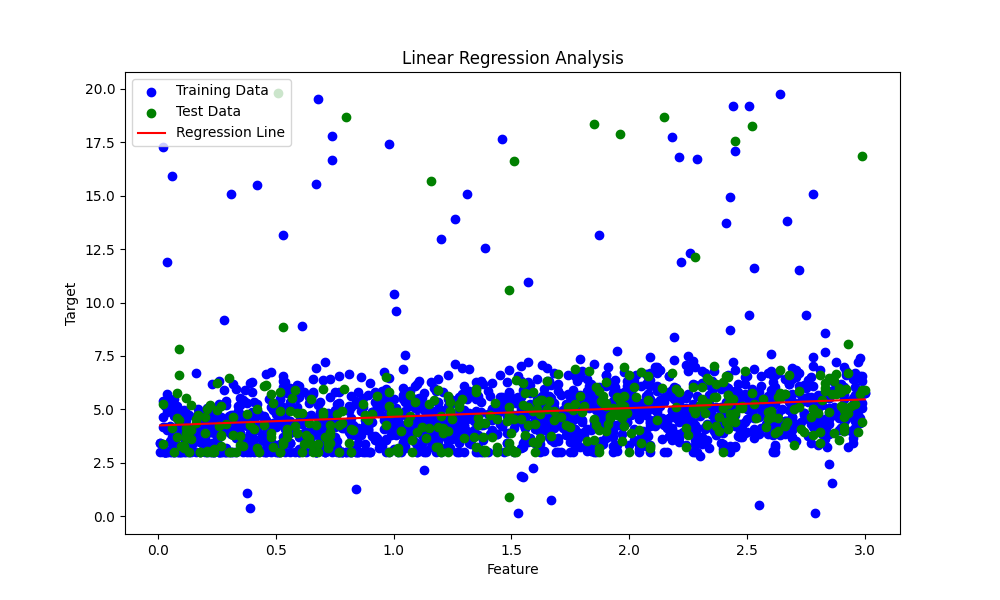 Linear Regression Analysis
Training Data
Test Data
Regression Line
20.0
17.5
15.0
12.5
10.0
7.5
5.0
2.5
0.0
Target
0.0 0.5 1.0 1.5 2.0 2.5 3.0
Feature